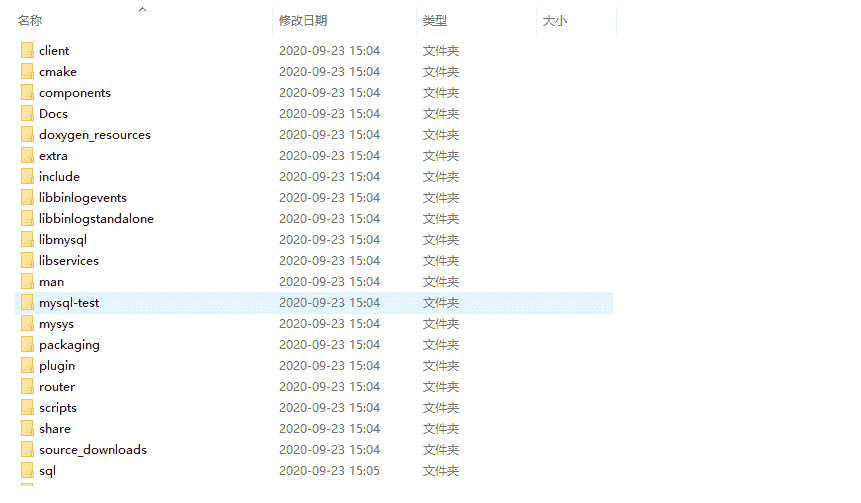 名称 修改日期 类型 大小
client 2020-09-23 15:04 文件夹
cmake 2020-09-23 15:04 文件夹
components 2020-09-23 15:04 文件夹
Docs 2020-09-23 15:04 文件夹
doxygen_resources 2020-09-23 15:04 文件夹
extra 2020-09-23 15:04 文件夹
include 2020-09-23 15:04 文件夹
libbinlogevents 2020-09-23 15:04 文件夹
libbinlogstandalone 2020-09-23 15:04 文件夹
libmysql 2020-09-23 15:04 文件夹
libservices 2020-09-23 15:04 文件夹
man 2020-09-23 15:04 文件夹
mysql-test 2020-09-23 15:04 文件夹
mysys 2020-09-23 15:04 文件夹
packaging 2020-09-23 15:04 文件夹
plugin 2020-09-23 15:04 文件夹
router 2020-09-23 15:04 文件夹
scripts 2020-09-23 15:04 文件夹
share 2020-09-23 15:04 文件夹
source_downloads 2020-09-23 15:04 文件夹
sql 2020-09-23 15:05 文件夹